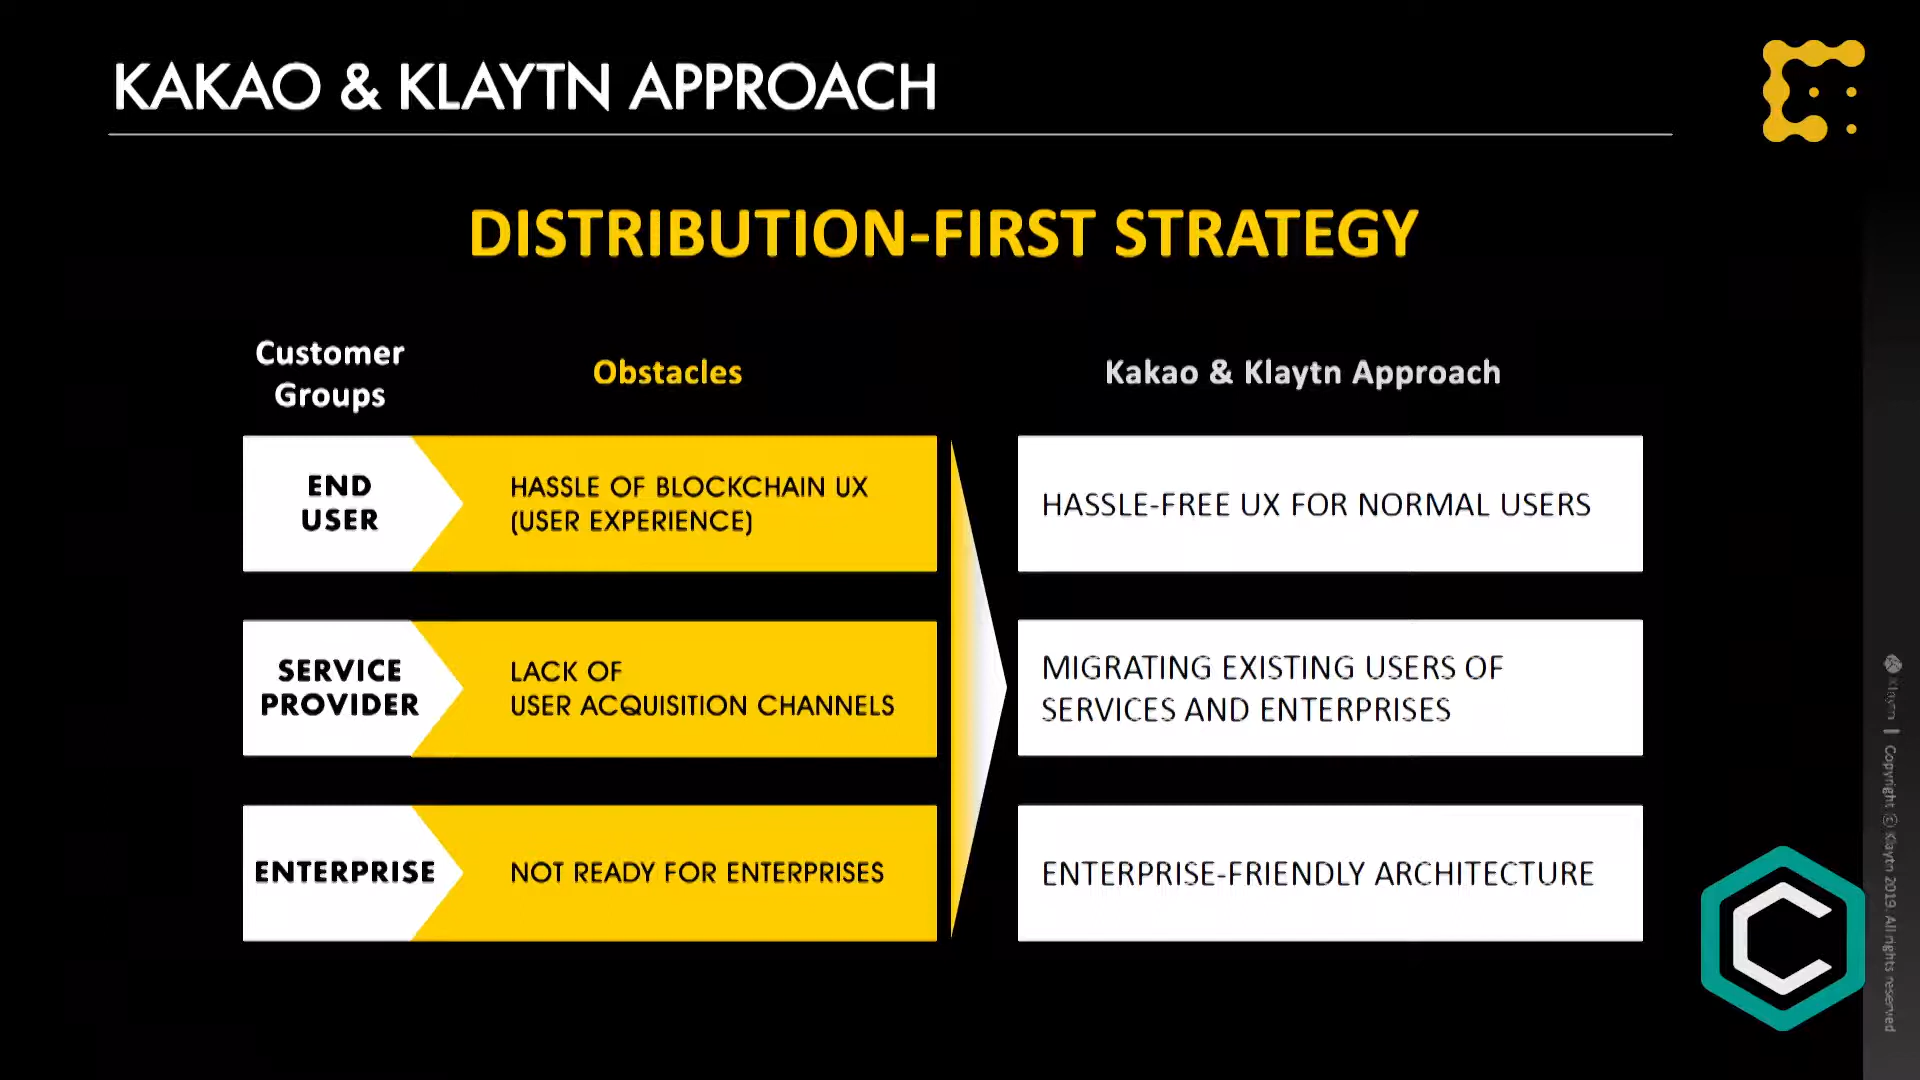 KAKAO & KLAYTN APPROACH
DISTRIBUTION-FIRST STRATEGY
Customer
Groups
Obstacles
Kakao & Klaytn Approach
END
USER
HASSLE OF BLOCKCHAIN UX
(USER EXPERIENCE)
HASSLE-FREE UX FOR NORMAL USERS
SERVICE
PROVIDER
LACK OF
USER ACQUISITION CHANNELS
MIGRATING EXISTING USERS OF
SERVICES AND ENTERPRISES
ENTERPRISE
NOT READY FOR ENTERPRISES
ENTERPRISE-FRIENDLY ARCHITECTURE
Klaytn | Copyright © Klaytn 2019. All rights reserved